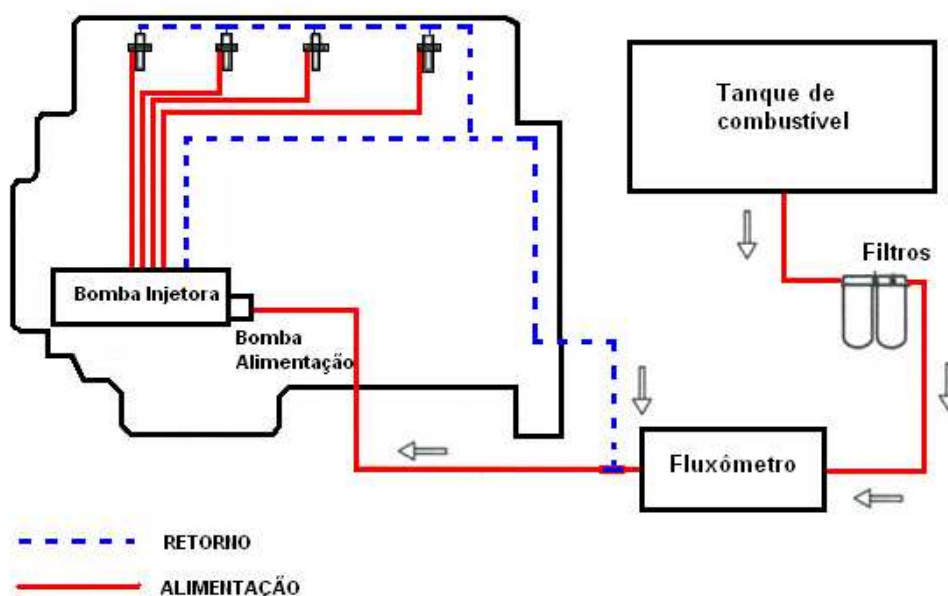 Tanque de
combustível
Filtros
Bomba Injetora
Bomba
Alimentação
Fluxômetro
RETORNO
ALIMENTAÇÃO